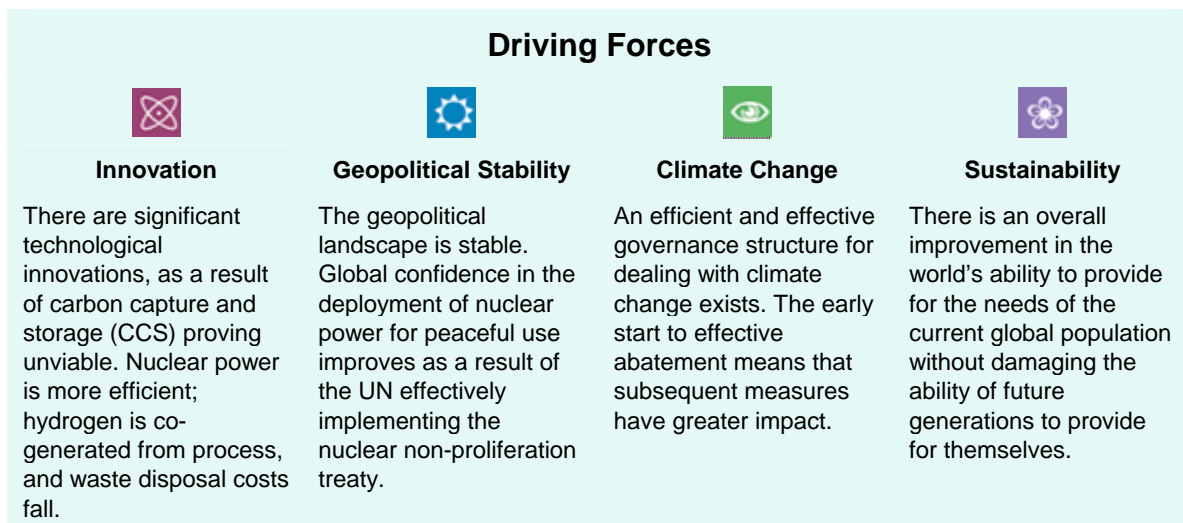 Driving Forces
Innovation
There are significant
technological
innovations, as a result
of carbon capture and
storage (CCS) proving
unviable. Nuclear power
is more efficient;
hydrogen is co-
generated from process,
and waste disposal costs
fall.
Geopolitical Stability
The geopolitical
landscape is stable.
Global confidence in the
deployment of nuclear
power for peaceful use
improves as a result of
the UN effectively
implementing the
nuclear non-proliferation
treaty.
Climate Change
An efficient and effective
governance structure for
dealing with climate
change exists. The early
start to effective
abatement means that
subsequent measures
have greater impact.
Sustainability
There is an overall
improvement in the
world’s ability to provide
for the needs of the
current global population
without damaging the
ability of future
generations to provide
for themselves.